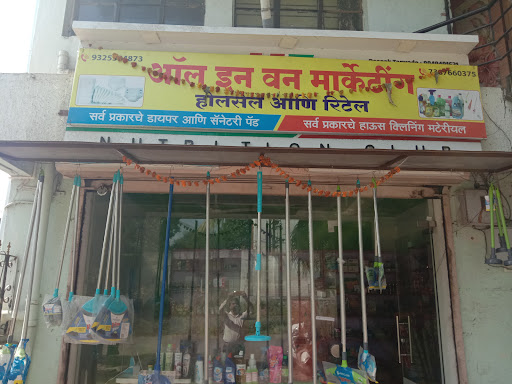 ऑल इन वन मार्केटींग
होलसेल आणि रिटेल
सर्व प्रकारचे डायपर आणि सॅनेटरी पॅड
सर्व प्रकारचे हाऊस क्लिनिंग मटेरीयल
NUTRITION CLUB